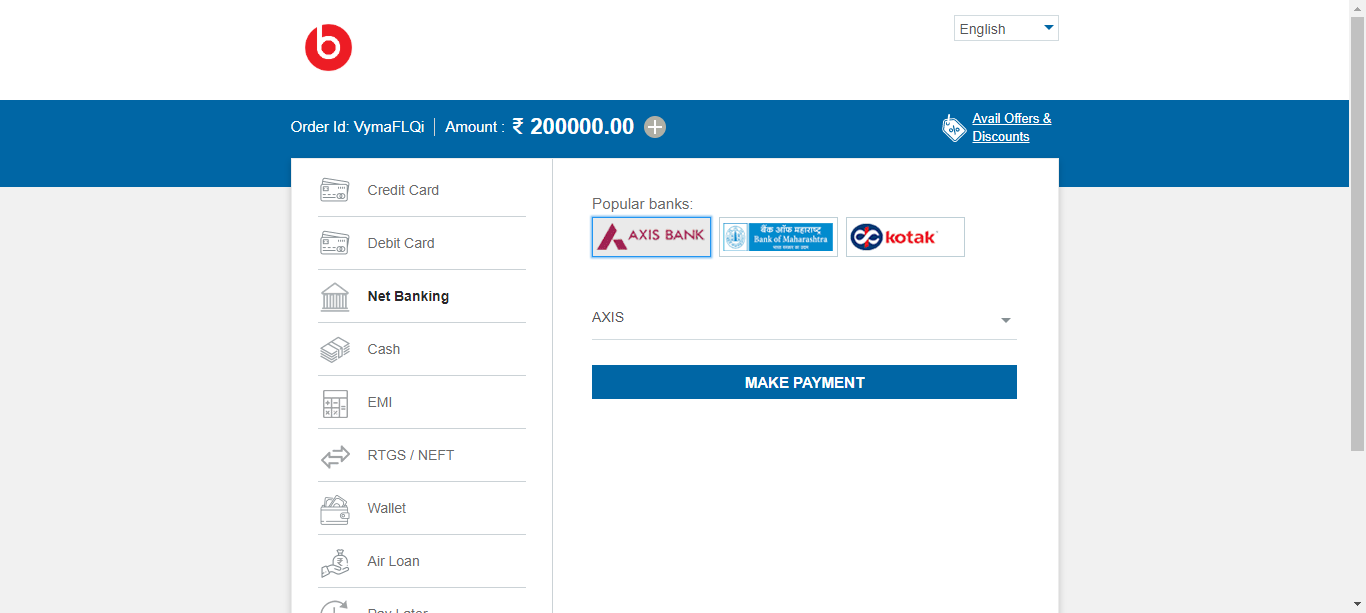 b
English
Order Id: VymaFLQi | Amount : ₹ 200000.00
Avail Offers &
Discounts
Credit Card
Debit Card
Net Banking
Cash
EMI
RTGS / NEFT
Wallet
Air Loan
Pay Later
Popular banks:
AXIS BANK
बैंक ऑफ महाराष्ट्र
Bank of Maharashtra
kotak
AXIS
MAKE PAYMENT